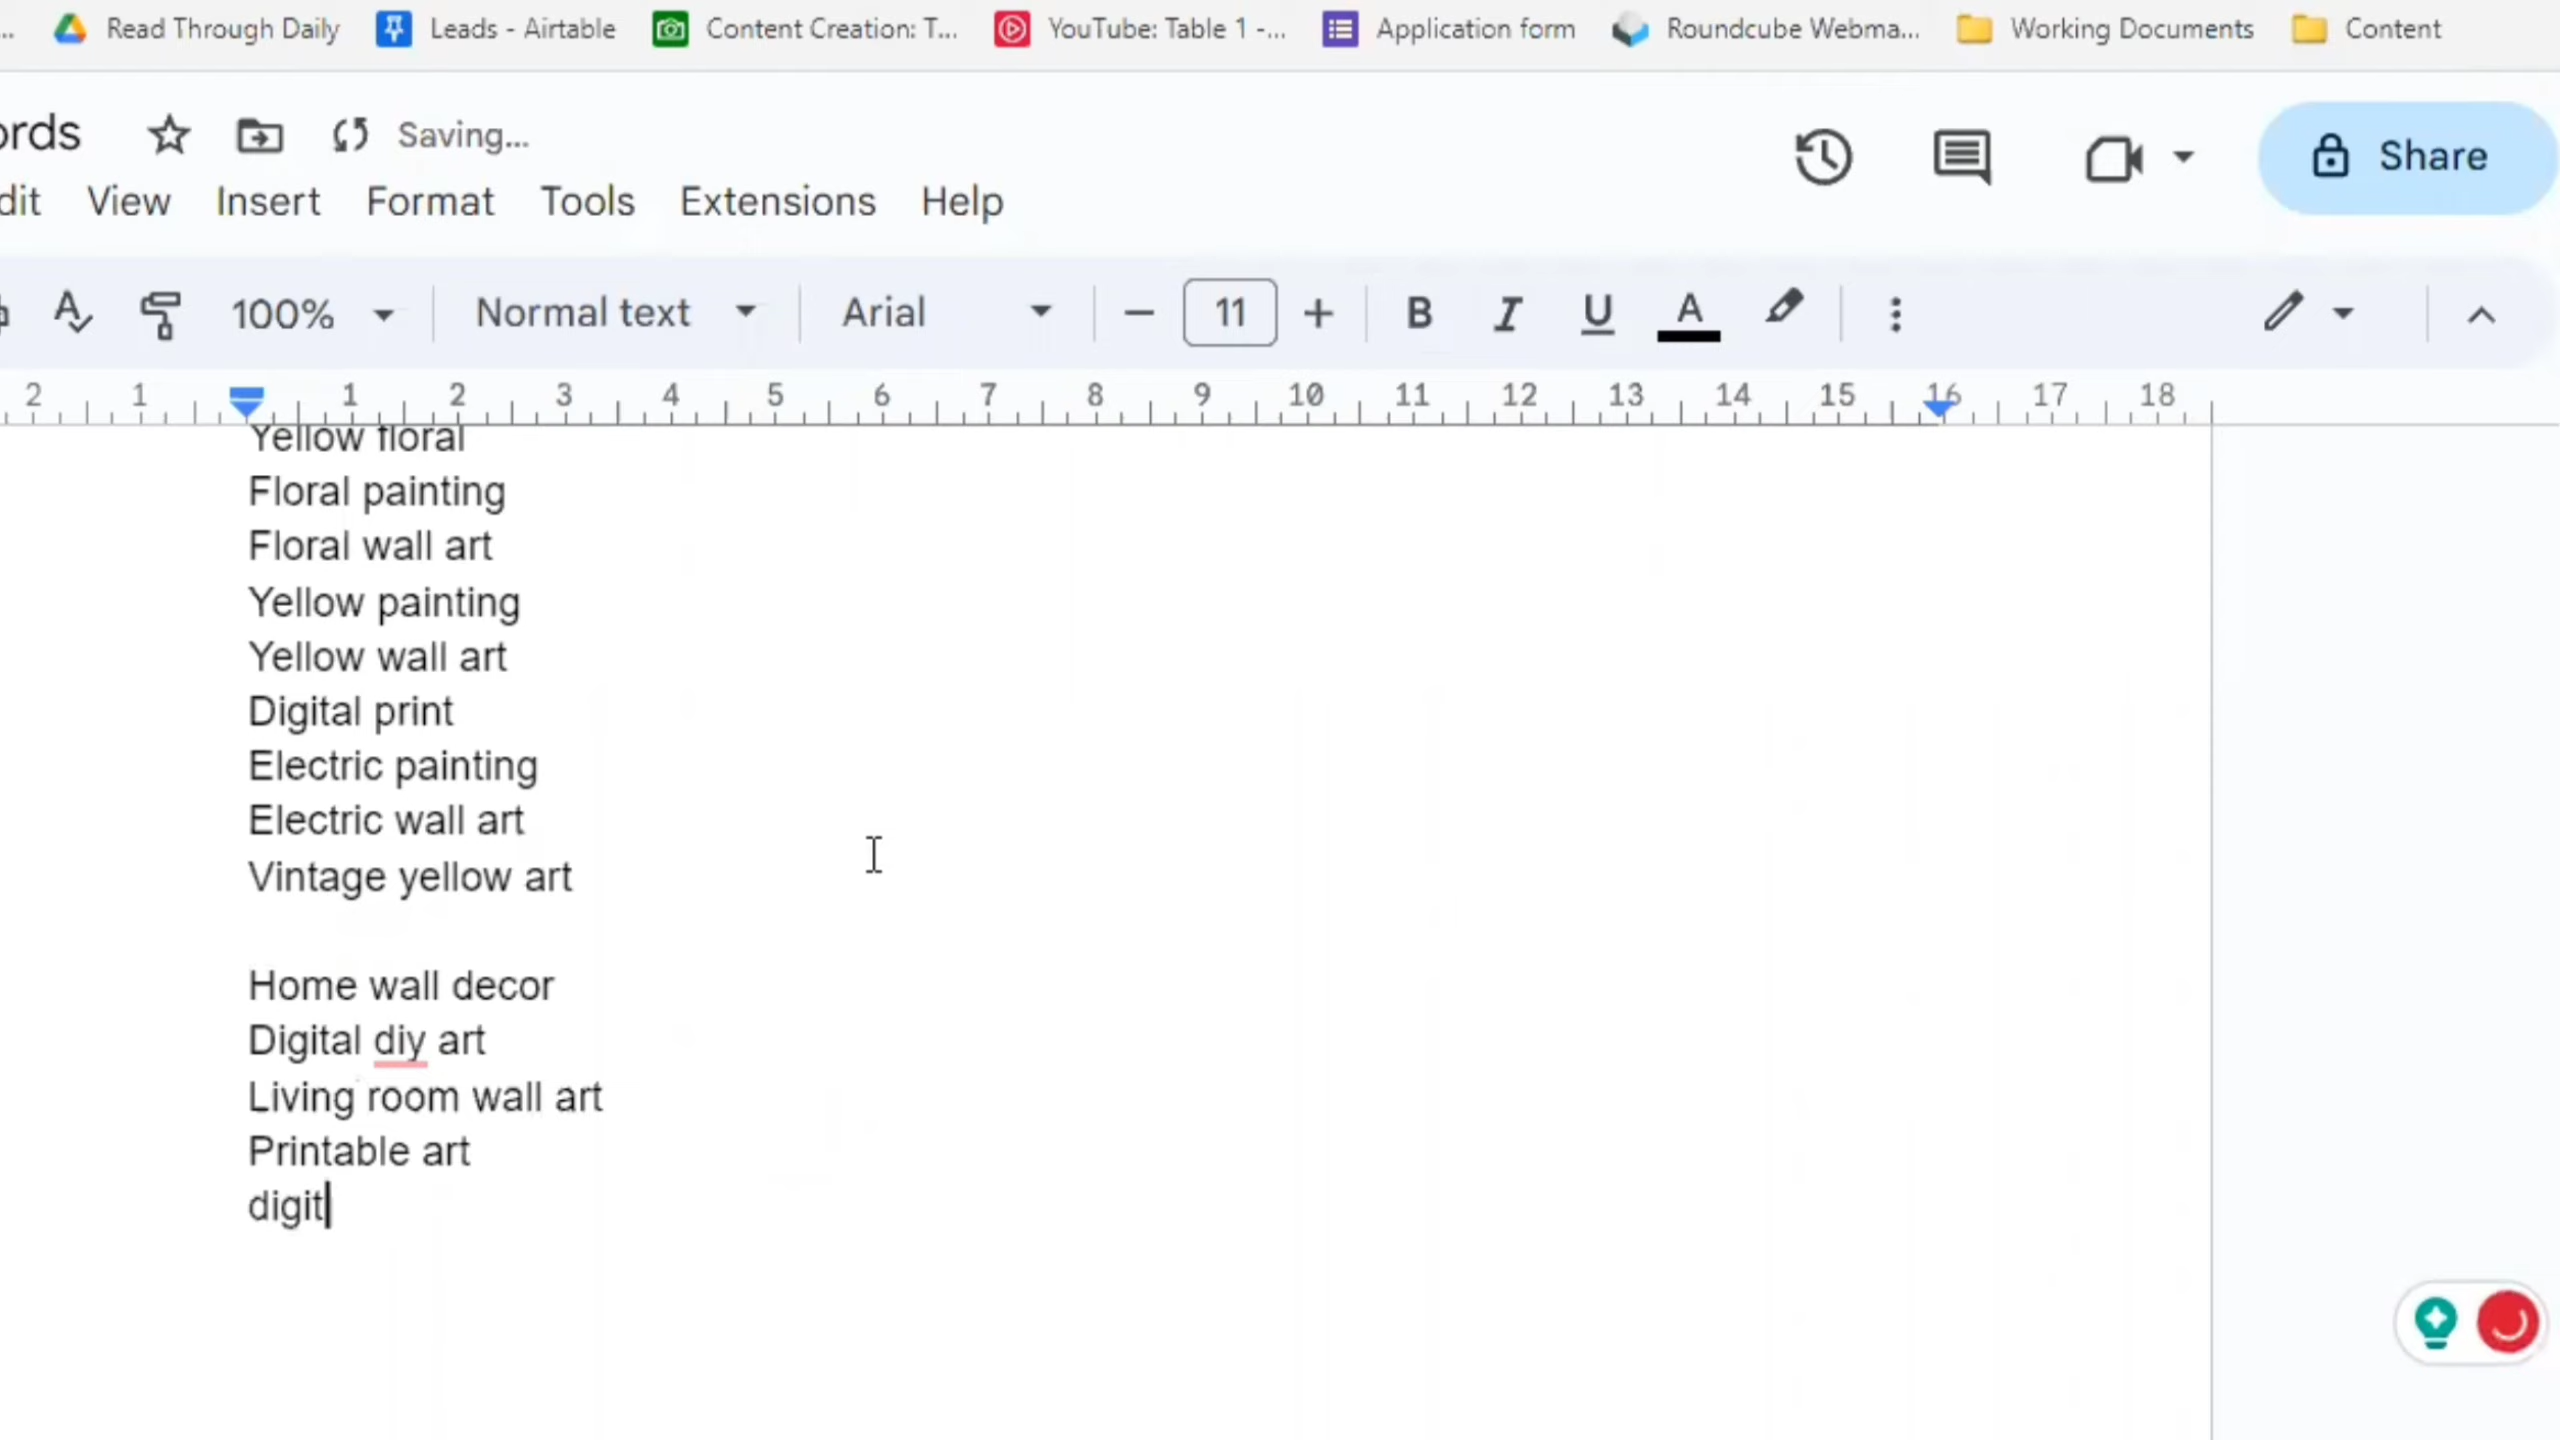 ... Read Through Daily Leads - Airtable Content Creation: T... YouTube: Table 1 -... Application form Roundcube Webma... Working Documents Content
ords Saving... Share
dit View Insert Format Tools Extensions Help
100% Normal text Arial − 11 + B I U A
2 1 1 2 3 4 5 6 7 8 9 10 11 12 13 14 15 16 17 18
Yellow floral
Floral painting
Floral wall art
Yellow painting
Yellow wall art
Digital print
Electric painting
Electric wall art
Vintage yellow art
Home wall decor
Digital diy art
Living room wall art
Printable art
digit